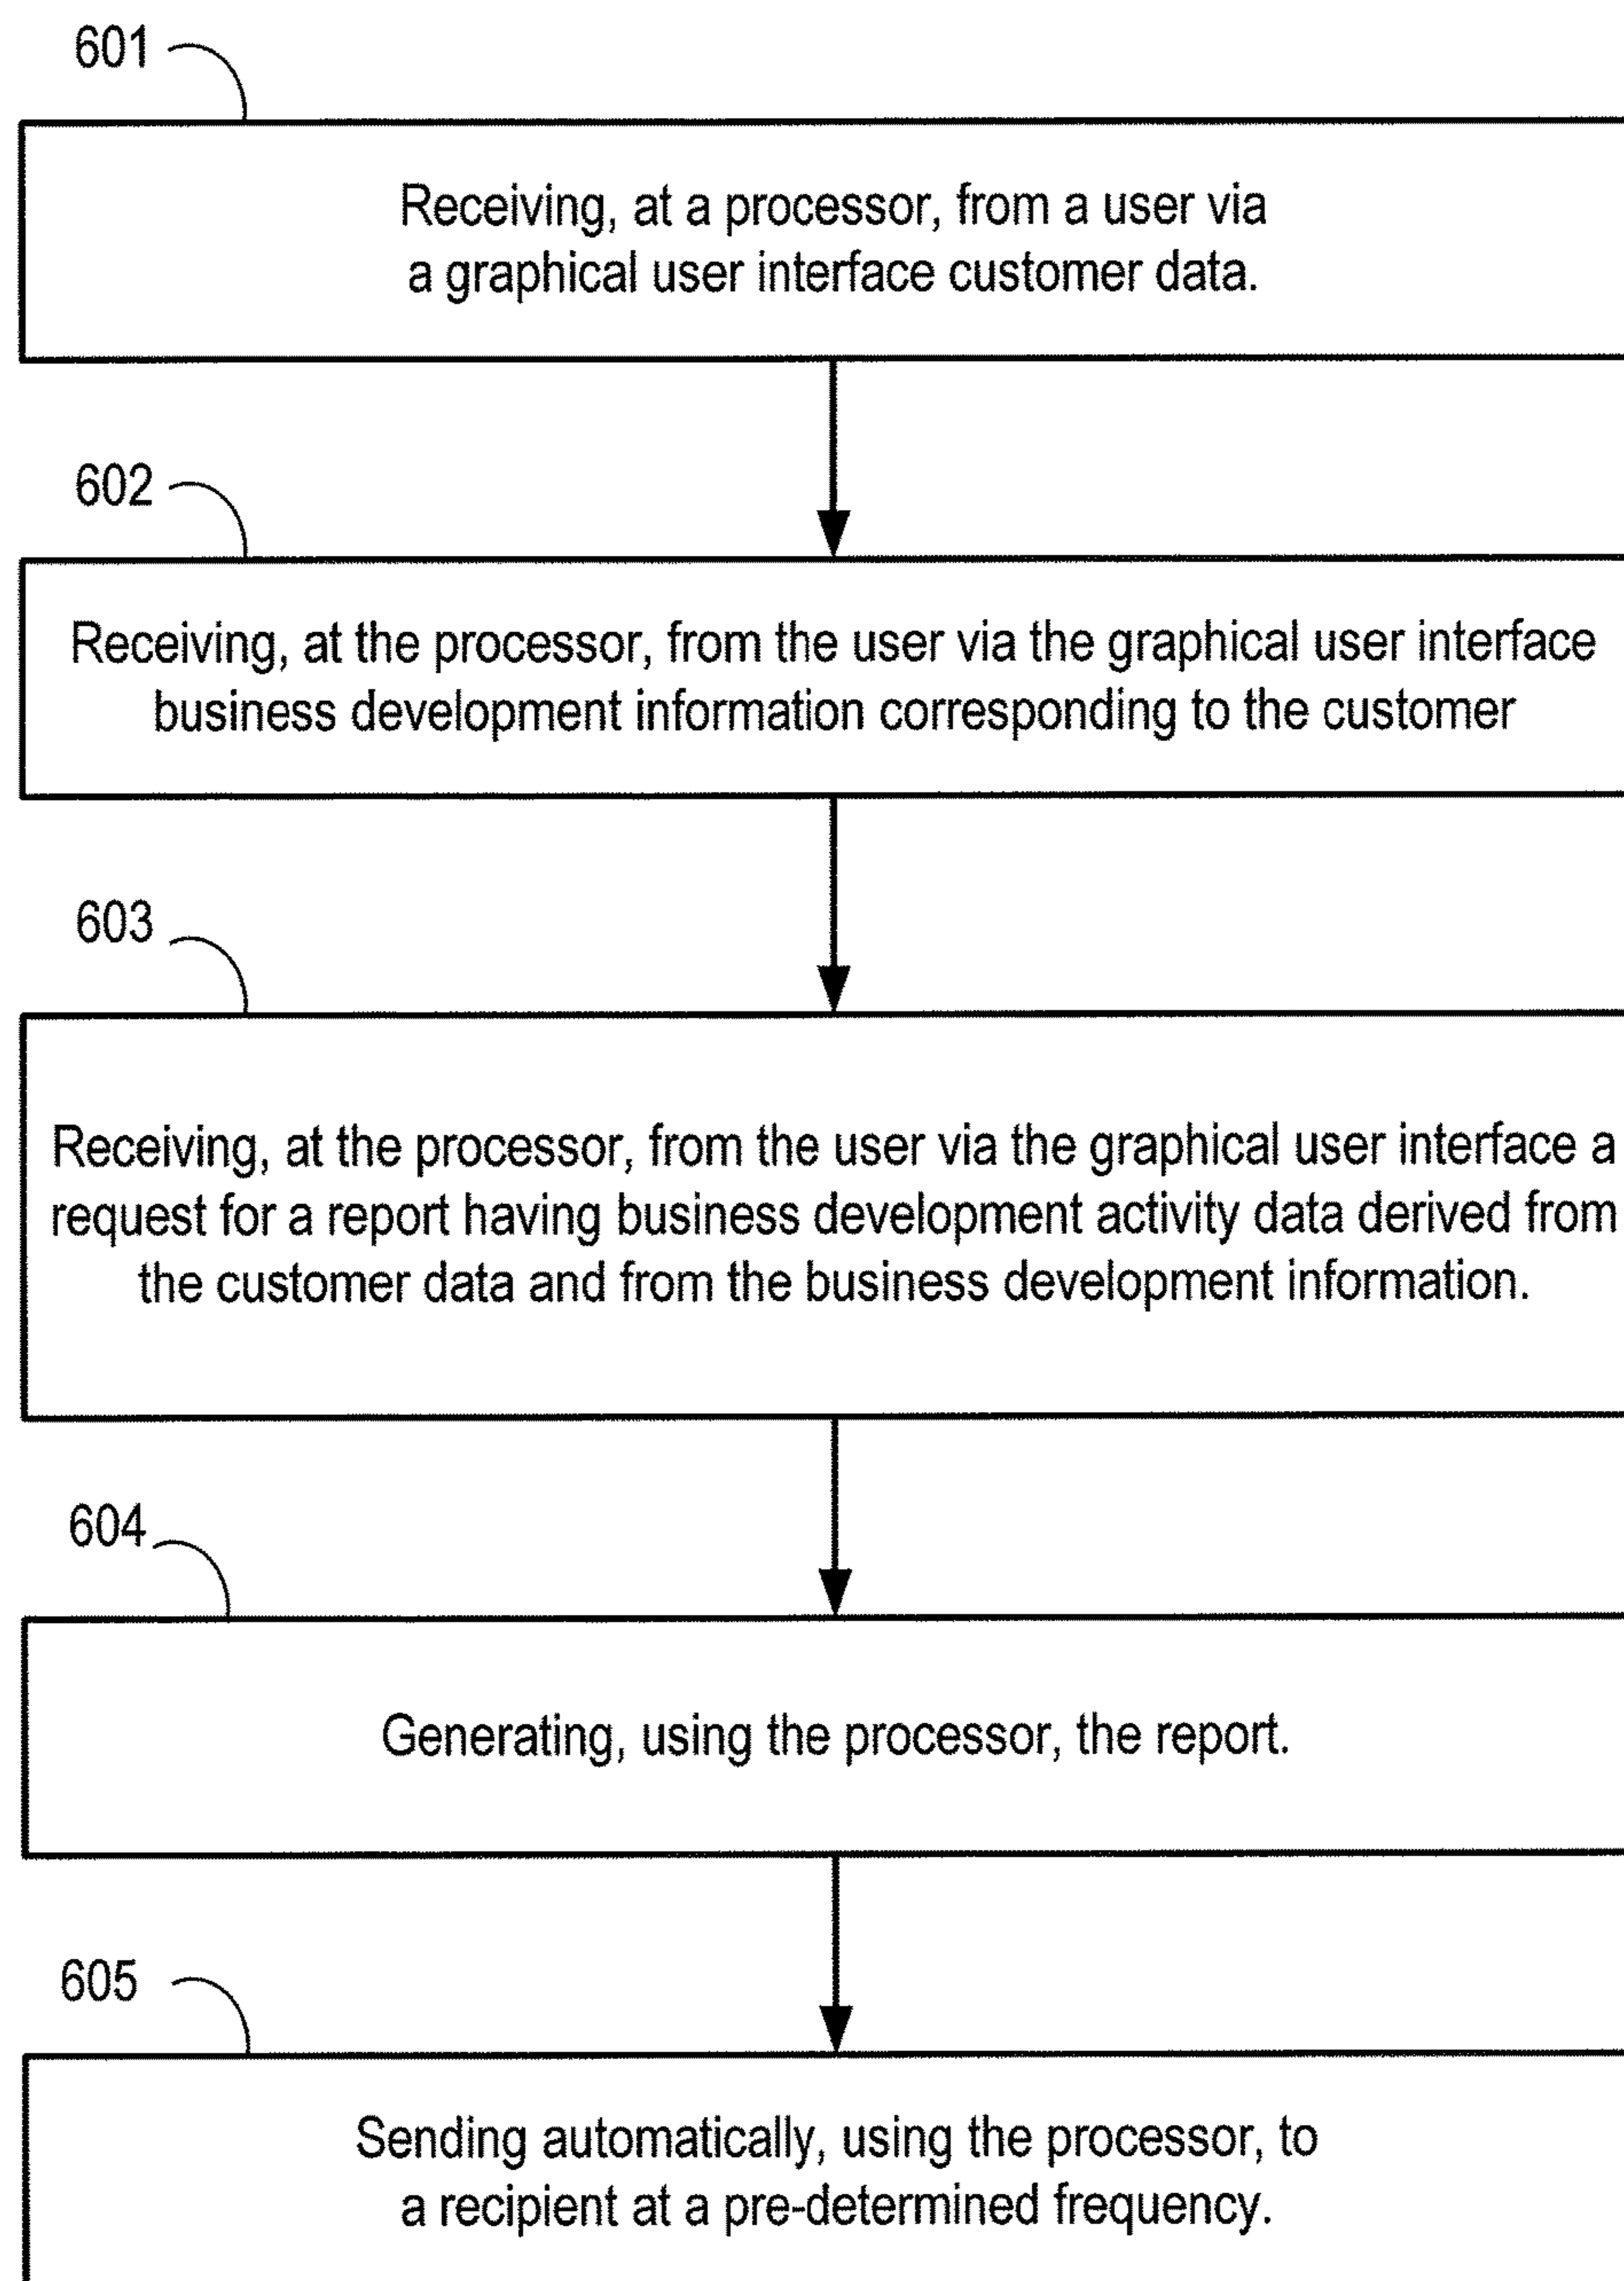 601
Receiving, at a processor, from a user via
a graphical user interface customer data.
602
Receiving, at the processor, from the user via the graphical user interface
business development information corresponding to the customer
603
Receiving, at the processor, from the user via the graphical user interface a
request for a report having business development activity data derived from
the customer data and from the business development information.
604
Generating, using the processor, the report.
605
Sending automatically, using the processor, to
a recipient at a pre-determined frequency.